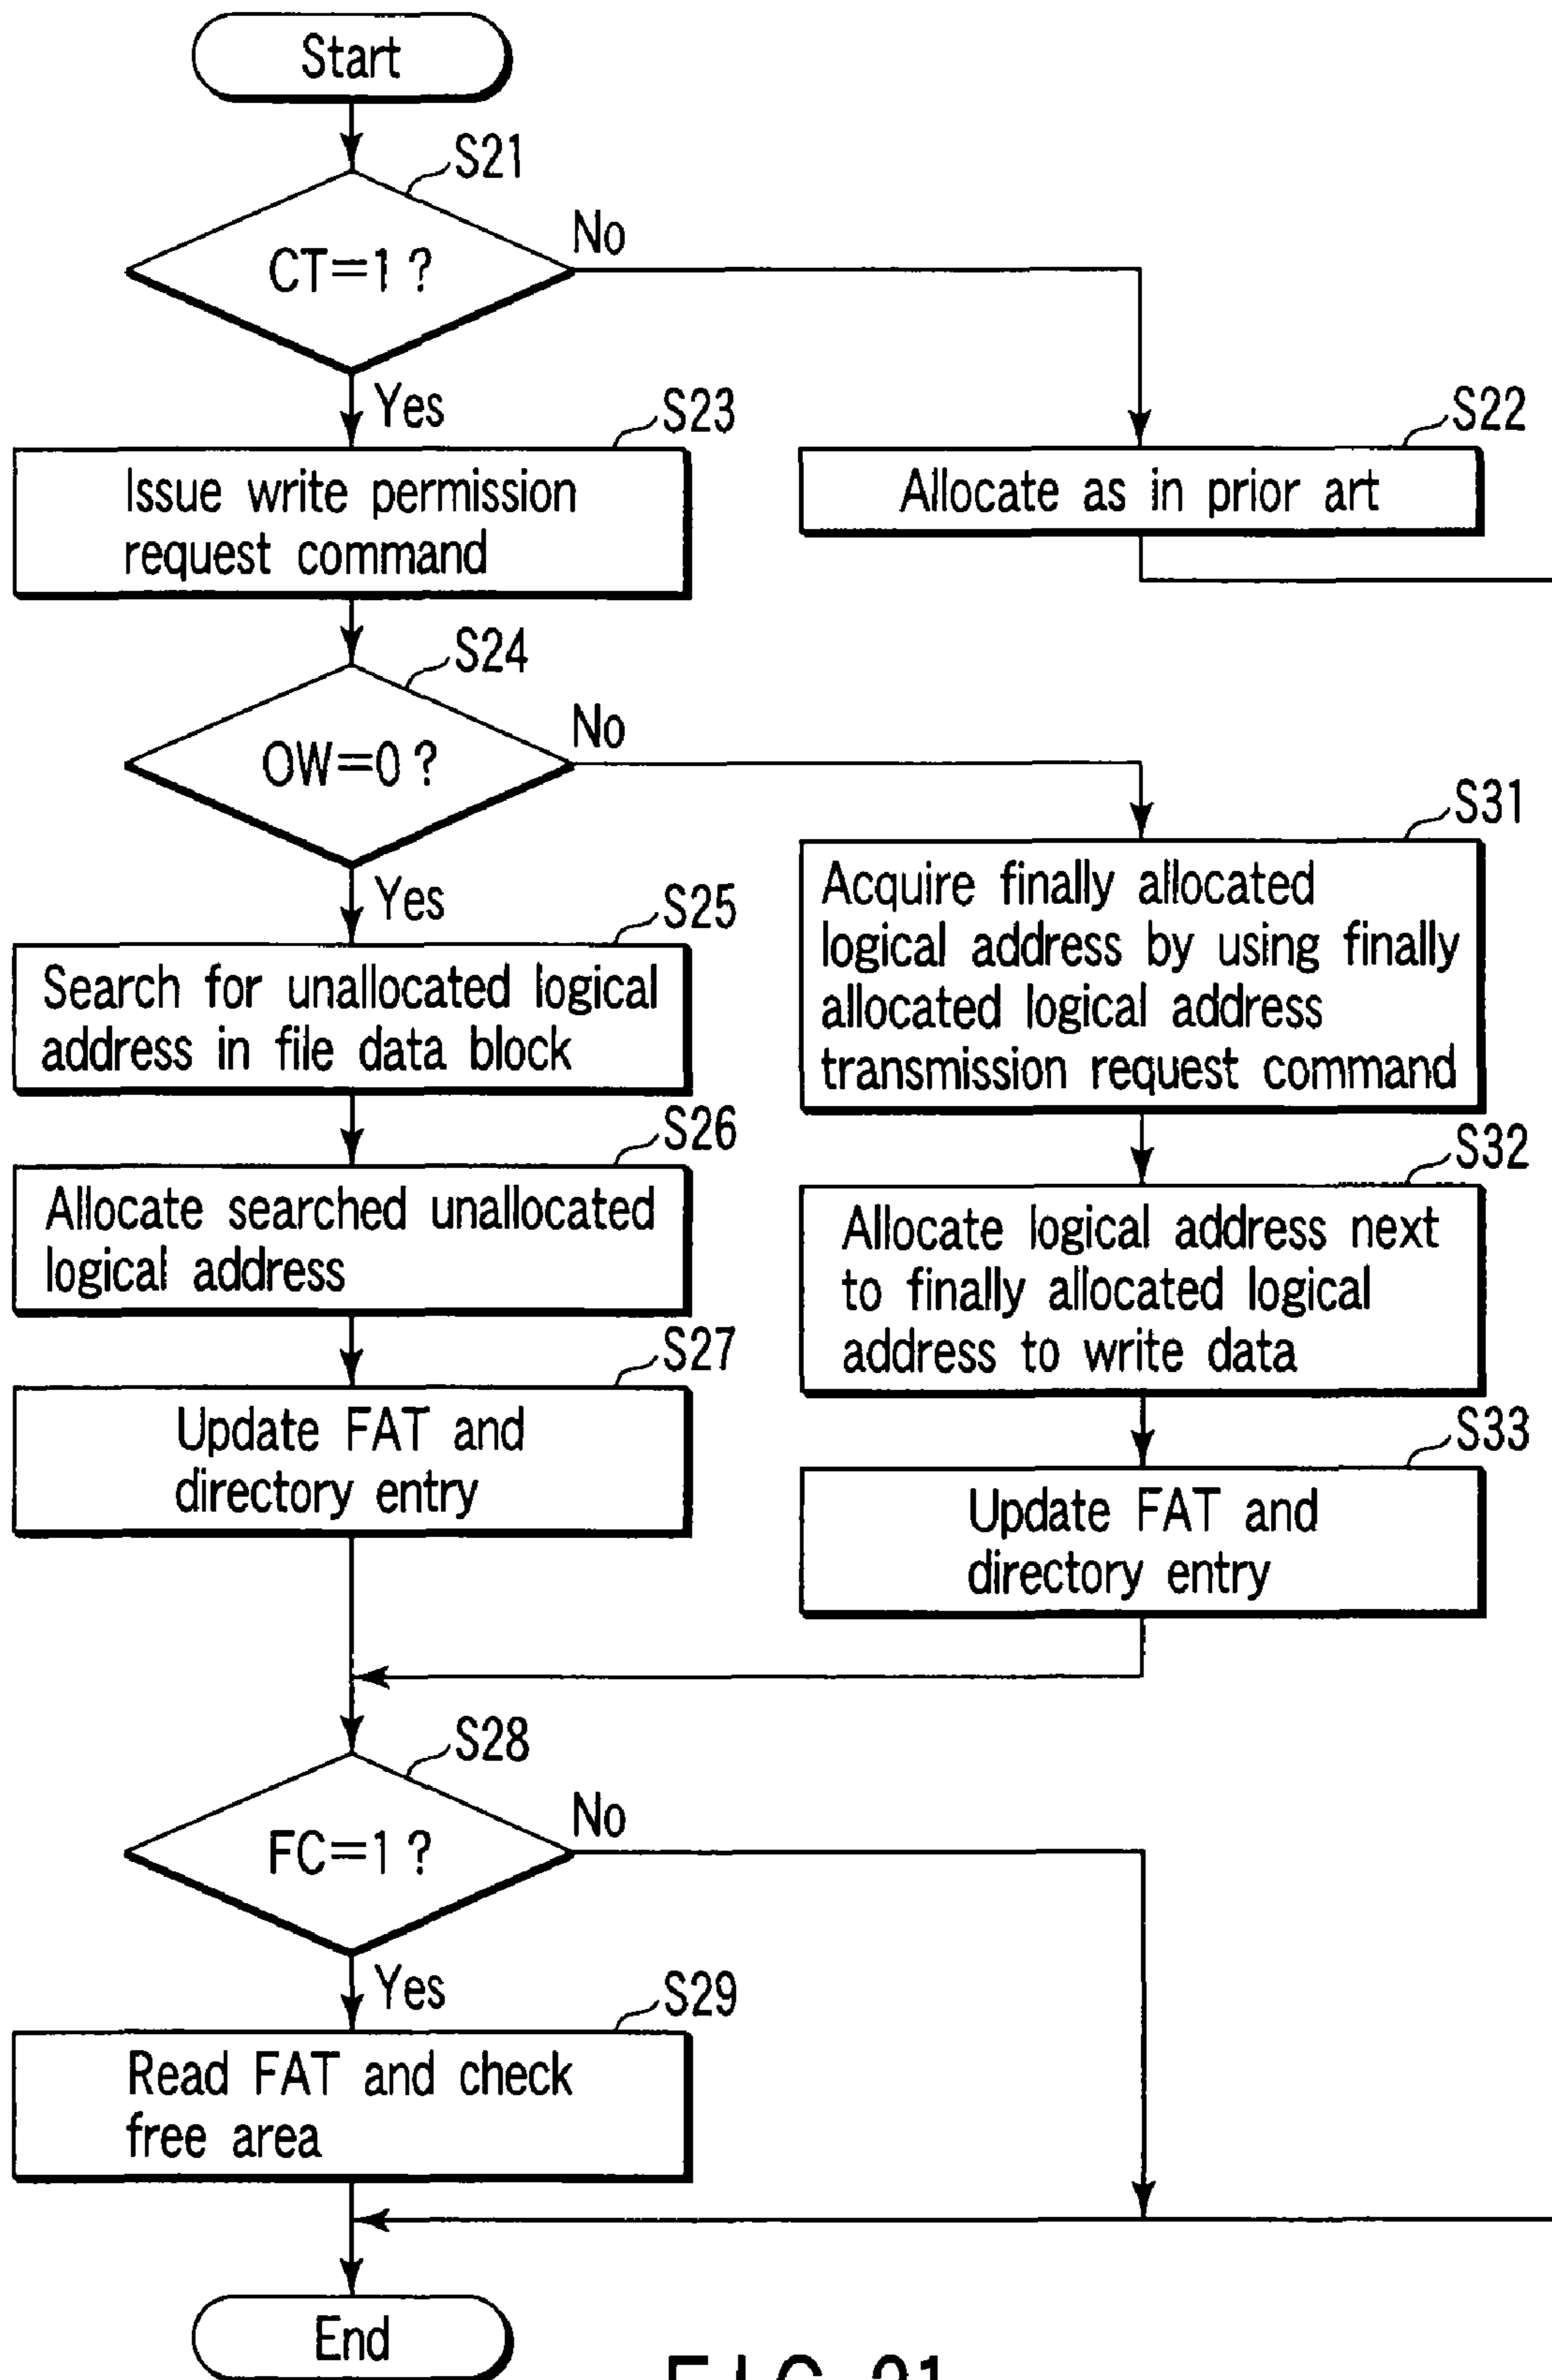 Start
S21
CT=1 ?
No
Yes
S23
Issue write permission
request command
S22
Allocate as in prior art
S24
OW=0 ?
No
Yes
S25
Search for unallocated logical
address in file data block
S31
Acquire finally allocated
logical address by using finally
allocated logical address
transmission request command
S26
Allocate searched unallocated
logical address
S32
Allocate logical address next
to finally allocated logical
address to write data
S27
Update FAT and
directory entry
S33
Update FAT and
directory entry
S28
FC=1 ?
No
Yes
S29
Read FAT and check
free area
End
FIG. 21